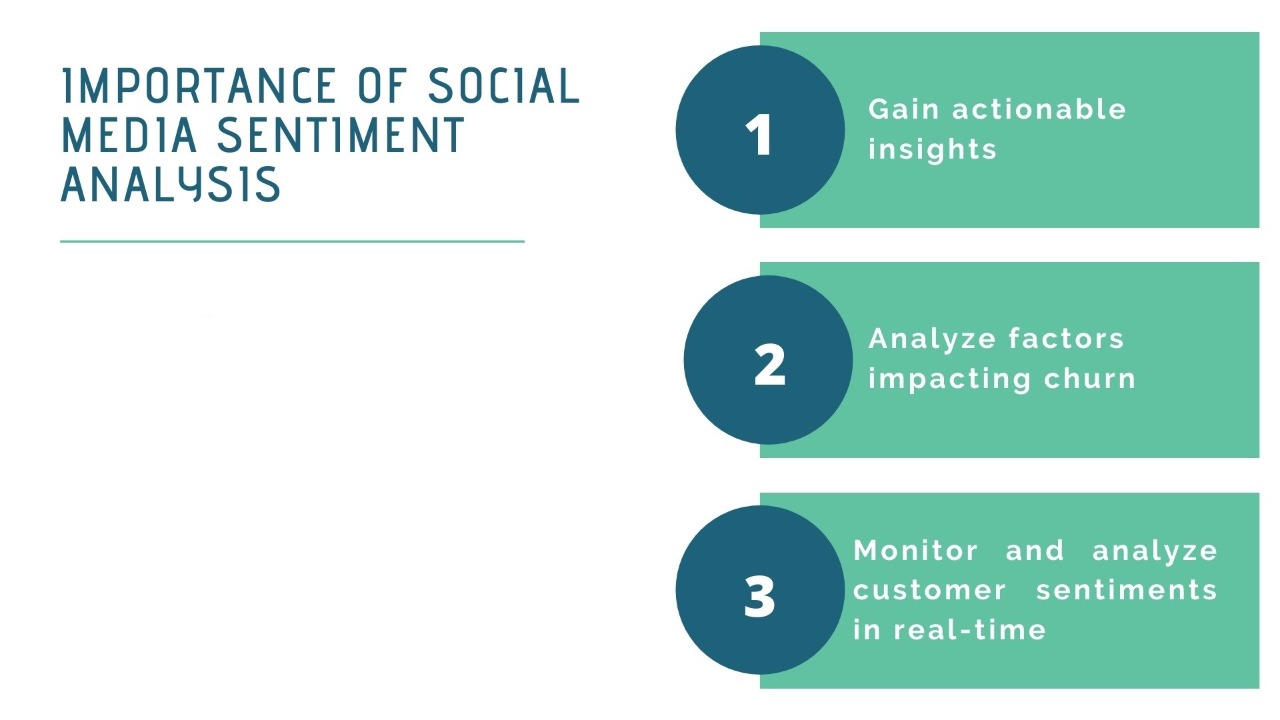 IMPORTANCE OF SOCIAL
MEDIA SENTIMENT
ANALYSIS
1
Gain actionable
insights
2
Analyze factors
impacting churn
3
Monitor and analyze
customer sentiments
in real-time